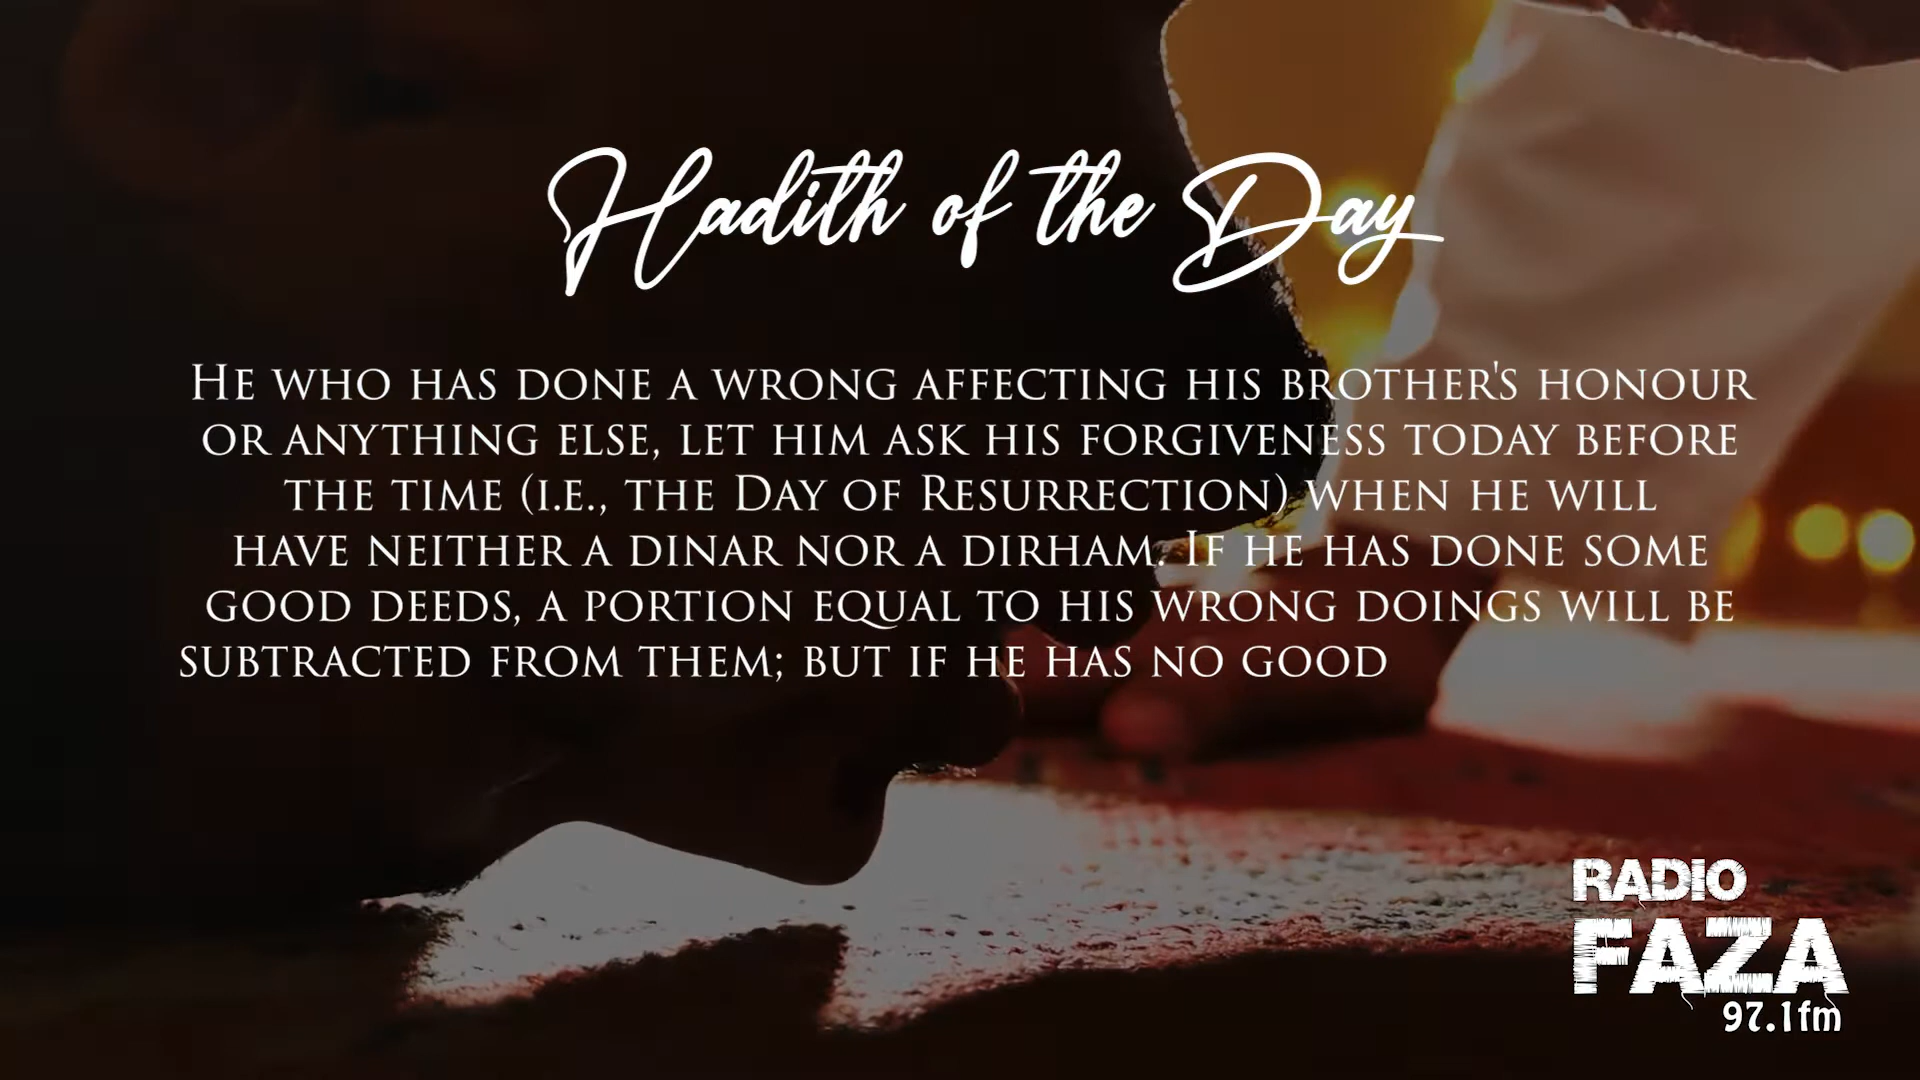 Hadith of the Day
He who has done a wrong affecting his brother's honour
or anything else, let him ask his forgiveness today before
the time (i.e., the Day of Resurrection) when he will
have neither a dinar nor a dirham. If he has done some
good deeds, a portion equal to his wrong doings will be
subtracted from them; but if he has no good
RADIO
FAZA
97.1fm